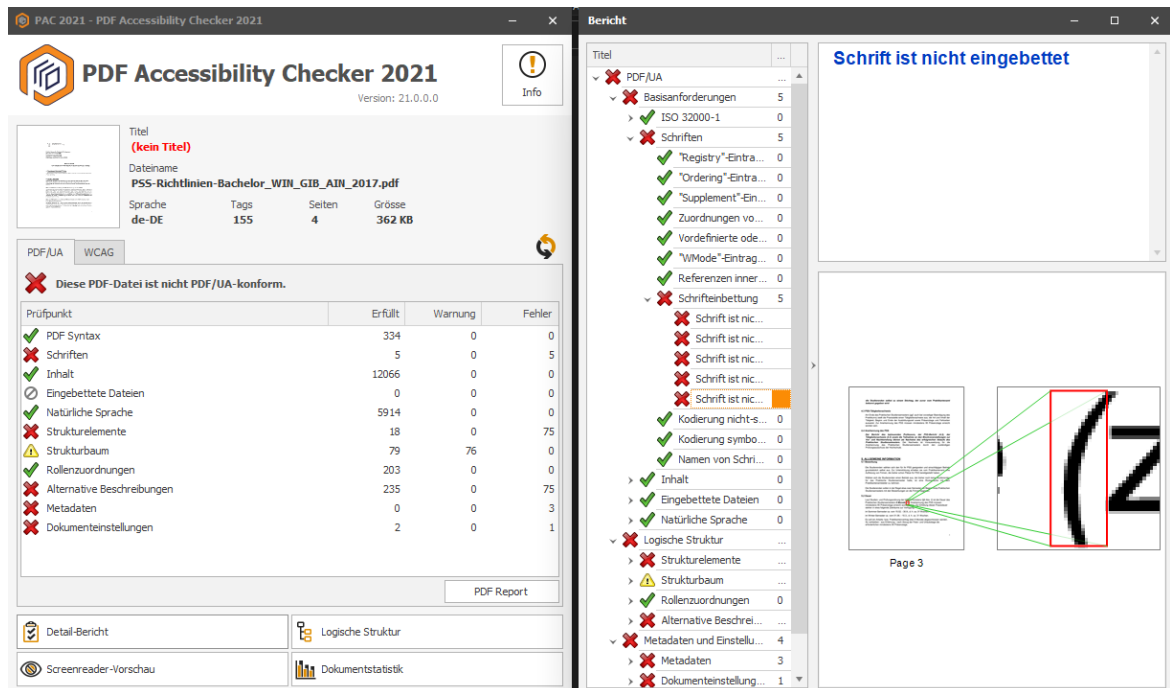 PAC 2021 - PDF Accessibility Checker 2021
PDF Accessibility Checker 2021
Version: 21.0.0.0
Info
Titel
(kein Titel)
Dateiname
PSS-Richtlinien-Bachelor_WIN_GIB_AIN_2017.pdf
Sprache Tags Seiten Grösse
de-DE 155 4 362 KB
PDF/UA WCAG
Diese PDF-Datei ist nicht PDF/UA-konform.
Prüfpunkt Erfüllt Warnung Fehler
PDF Syntax 334 0 0
Schriften 5 0 5
Inhalt 12066 0 0
Eingebettete Dateien 0 0 0
Natürliche Sprache 5914 0 0
Strukturelemente 18 0 75
Strukturbaum 79 76 0
Rollenzuordnungen 203 0 0
Alternative Beschreibungen 235 0 75
Metadaten 0 0 3
Dokumenteinstellungen 2 0 1
PDF Report
Detail-Bericht
Logische Struktur
Screenreader-Vorschau
Dokumentstatistik
Bericht
Titel ...
PDF/UA ...
Basisanforderungen 5
ISO 32000-1 0
Schriften 5
"Registry"-Eintra... 0
"Ordering"-Eintra... 0
"Supplement"-Ein... 0
Zuordnungen vo... 0
Vordefinierte ode... 0
"WMode"-Eintrag... 0
Referenzen inner... 0
Schrifteinbettung 5
Schrift ist nic...
Schrift ist nic...
Schrift ist nic...
Schrift ist nic...
Schrift ist nic...
Kodierung nicht-s... 0
Kodierung symbo... 0
Namen von Schri... 0
Inhalt 0
Eingebettete Dateien 0
Natürliche Sprache 0
Logische Struktur ...
Strukturelemente ...
Strukturbaum ...
Rollenzuordnungen 0
Alternative Beschrei... ...
Metadaten und Einstellu... 4
Metadaten 3
Dokumenteinstellung... 1
Schrift ist nicht eingebettet
Page 3